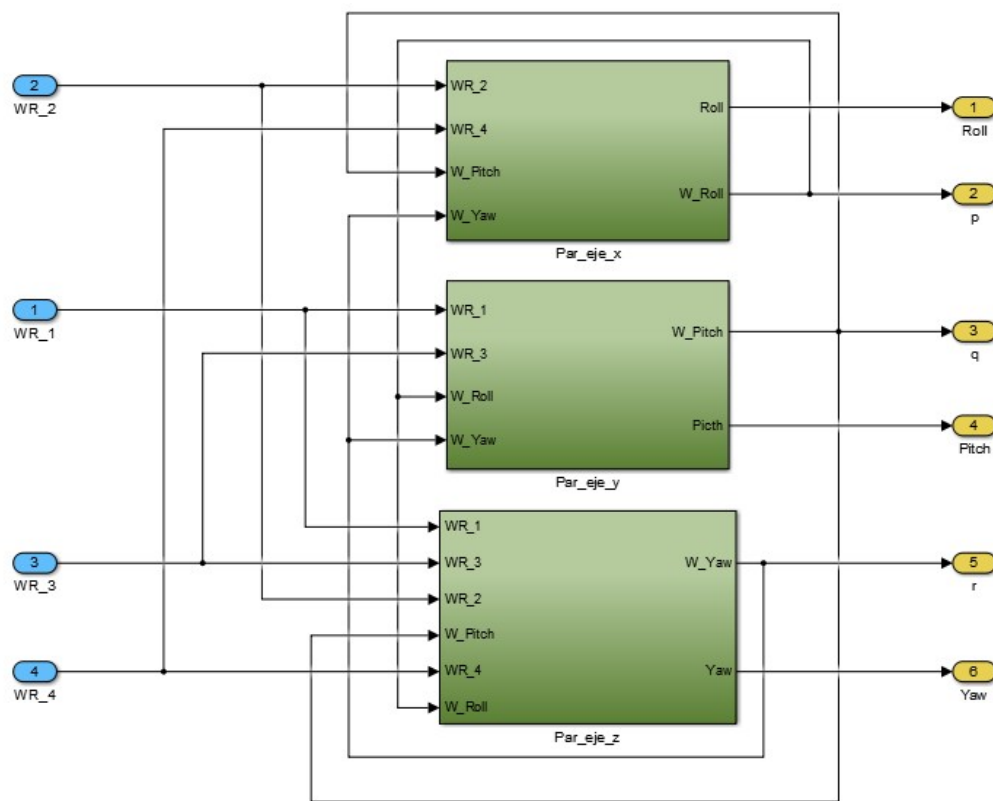 2
WR_2
WR_2
WR_4
W_Pitch
W_Yaw
Roll
W_Roll
Par_eje_x
1
Roll
2
p
1
WR_1
WR_1
WR_3
W_Roll
W_Yaw
W_Pitch
Picth
Par_eje_y
3
q
4
Pitch
3
WR_3
4
WR_4
WR_1
WR_3
WR_2
W_Pitch
WR_4
W_Roll
W_Yaw
Yaw
Par_eje_z
5
r
6
Yaw